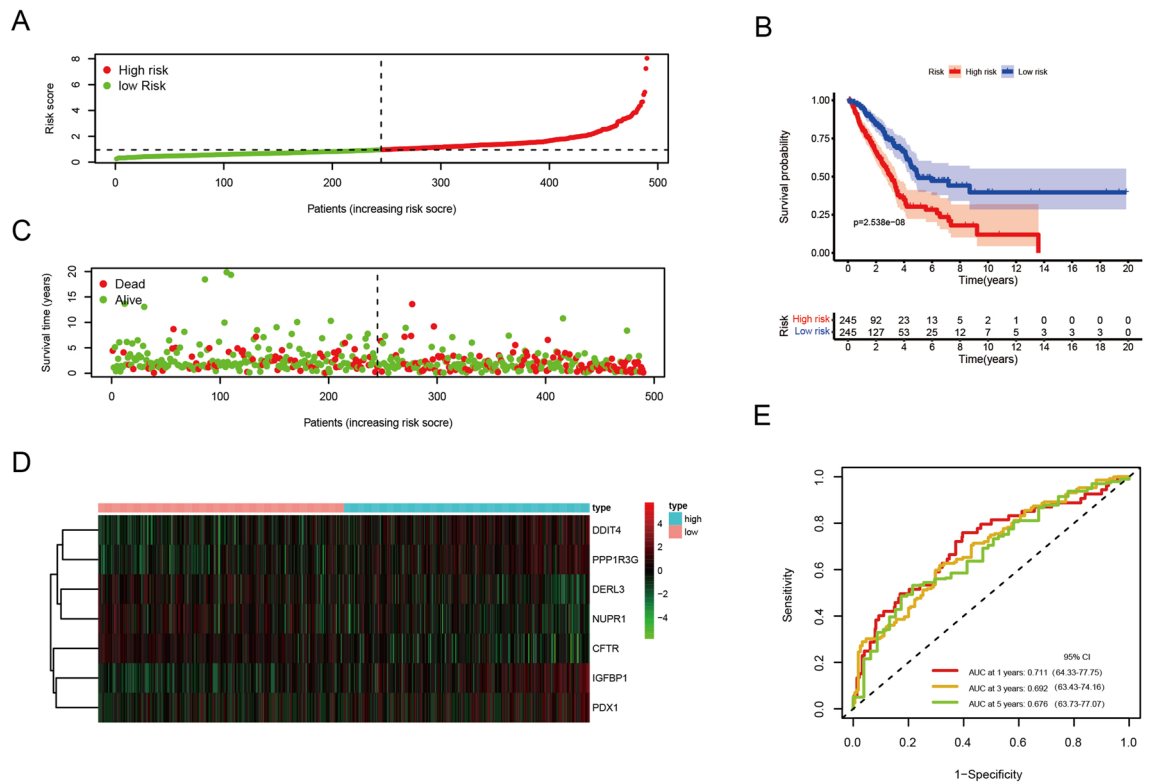 A
8
6
4
2
0
Risk score
High risk
low Risk
0
100
200
300
400
500
Patients (increasing risk socre)
B
Risk
High risk
Low risk
1.00
0.75
0.50
0.25
0.00
Survival probability
p=2.538e−08
0 2 4 6 8 10 12 14 16 18 20
Time(years)
Risk
High risk 245 92 23 13 5 2 1 0 0 0 0
Low risk 245 127 53 25 12 7 5 3 3 3 0
0 2 4 6 8 10 12 14 16 18 20
Time(years)
C
20
15
10
5
0
Survival time (years)
Dead
Alive
0
100
200
300
400
500
Patients (increasing risk socre)
D
type
DDIT4
PPP1R3G
DERL3
NUPR1
CFTR
IGFBP1
PDX1
4
2
0
−2
−4
type
high
low
E
1.0
0.8
0.6
0.4
0.2
0.0
Sensitivity
95% CI
AUC at 1 years: 0.711 (64.33-77.75)
AUC at 3 years: 0.692 (63.43-74.16)
AUC at 5 years: 0.676 (63.73-77.07)
0.0 0.2 0.4 0.6 0.8 1.0
1−Specificity